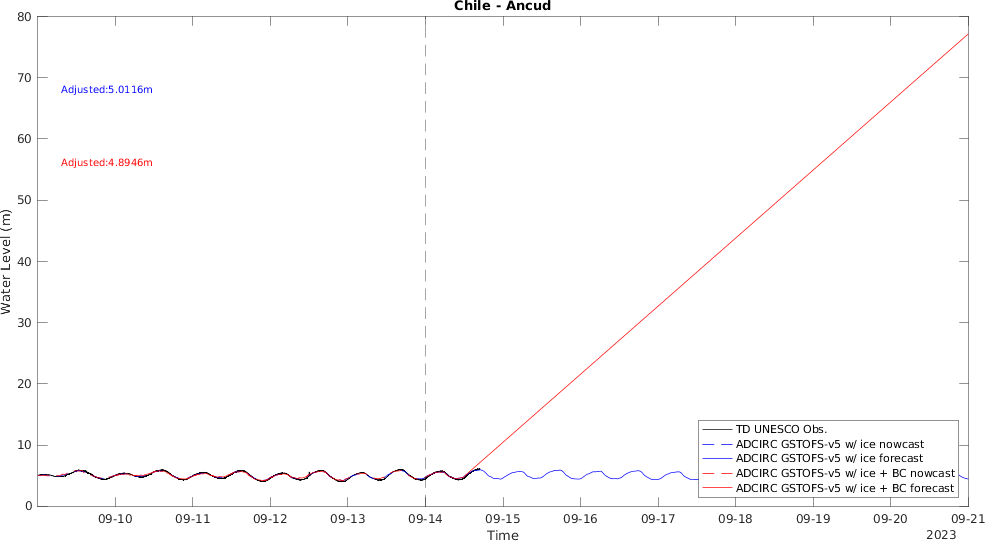 Chile - Ancud
80
70
60
50
40
30
20
10
0
Water Level (m)
Adjusted:5.0116m
Adjusted:4.8946m
TD UNESCO Obs.
ADCIRC GSTOFS-v5 w/ ice nowcast
ADCIRC GSTOFS-v5 w/ ice forecast
ADCIRC GSTOFS-v5 w/ ice + BC nowcast
ADCIRC GSTOFS-v5 w/ ice + BC forecast
09-10 09-11 09-12 09-13 09-14 09-15 09-16 09-17 09-18 09-19 09-20 09-21
Time
2023